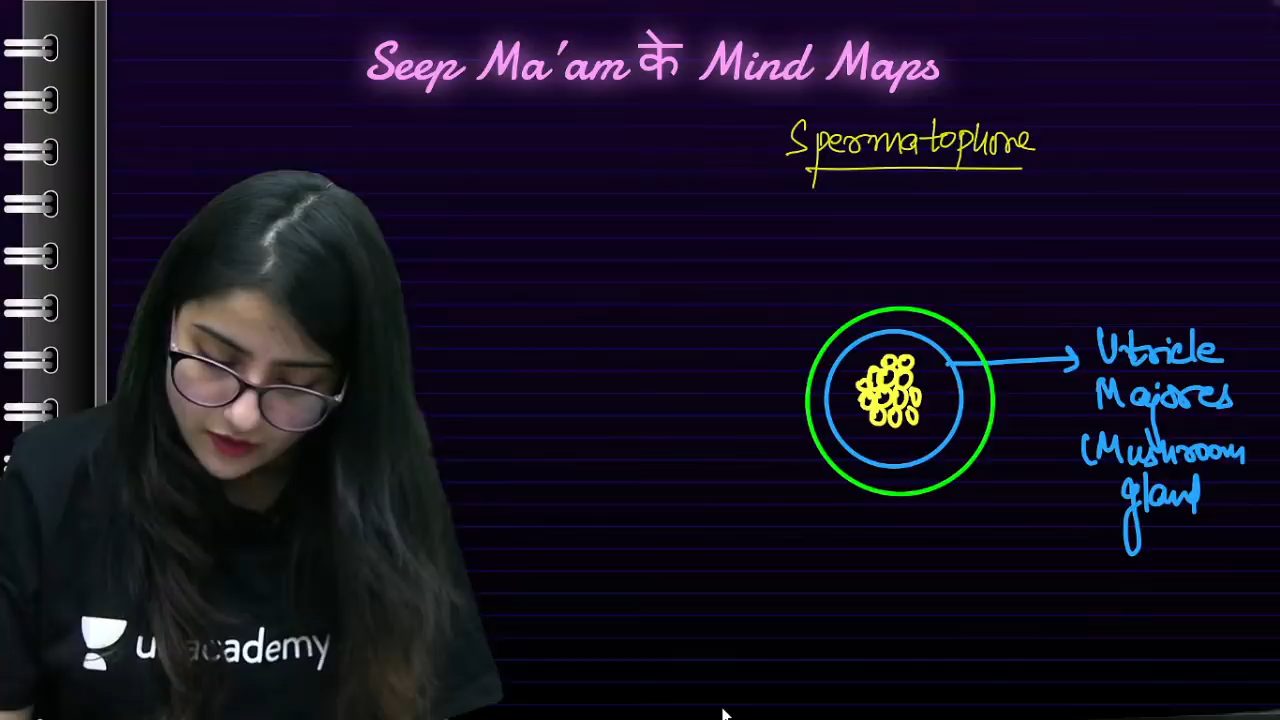 Seep Ma'am के Mind Maps
Spermatophore
Utricle
Majores
(Mushroom
gland
unacademy